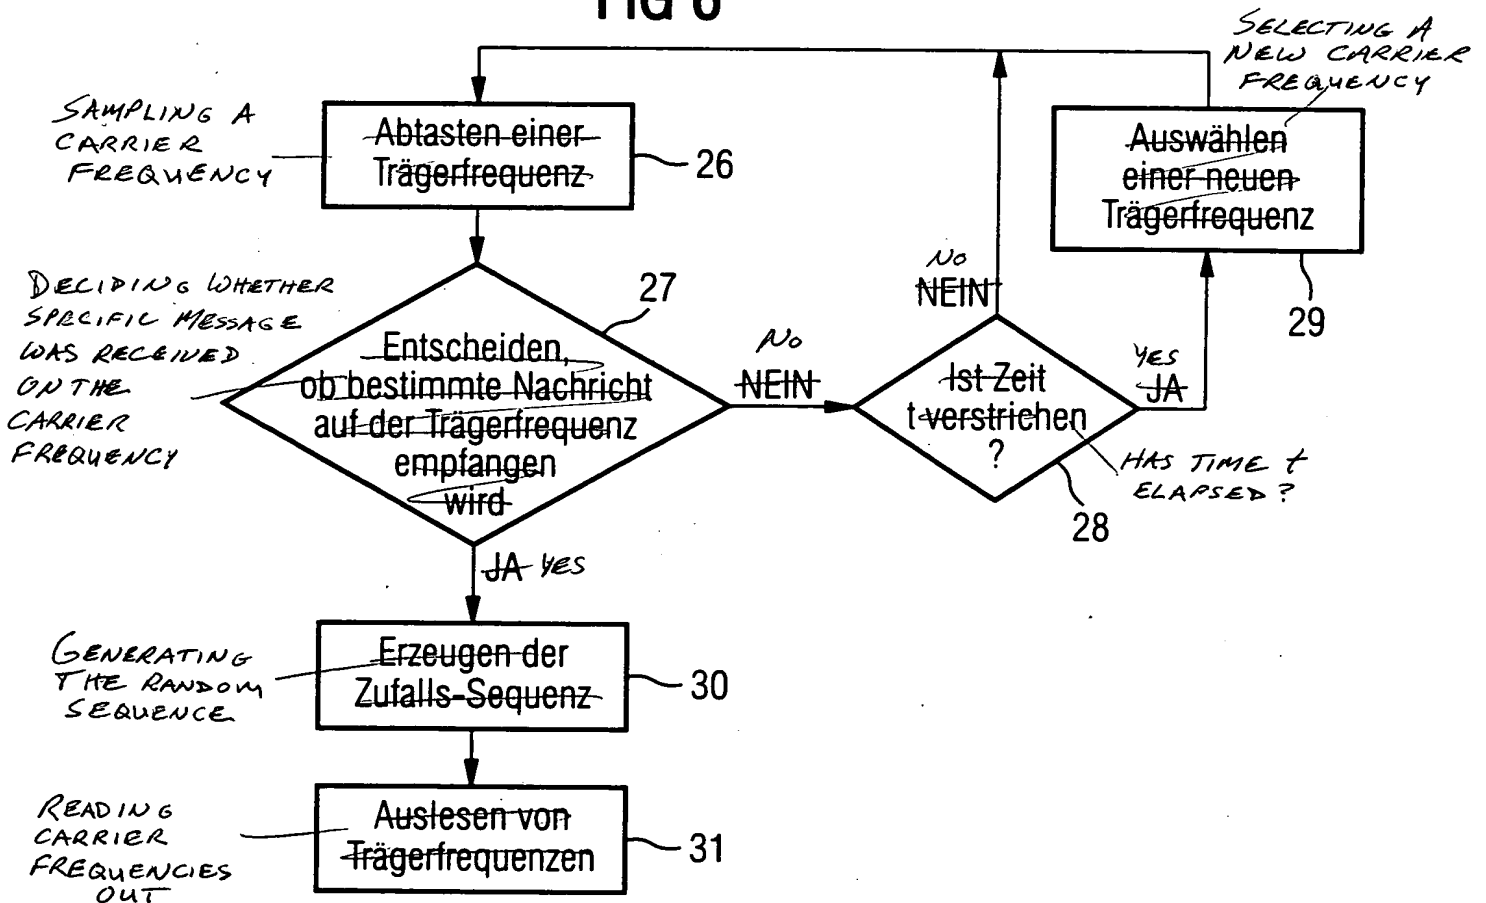 FIG 6
SELECTING A
NEW CARRIER
FREQUENCY
SAMPLING A
CARRIER
FREQUENCY
Abtasten einer
Trägerfrequenz
26
Auswählen
einer neuen
Trägerfrequenz
29
DECIDING WHETHER
SPECIFIC MESSAGE
WAS RECEIVED
ON THE
CARRIER
FREQUENCY
27
Entscheiden,
ob bestimmte Nachricht
auf der Trägerfrequenz
empfangen
wird
NO
NEIN
NO
NEIN
Ist Zeit
t verstrichen
?
28
YES
JA
HAS TIME t
ELAPSED?
JA YES
GENERATING
THE RANDOM
SEQUENCE
Erzeugen der
Zufalls-Sequenz
30
READING
CARRIER
FREQUENCIES
OUT
Auslesen von
Trägerfrequenzen
31